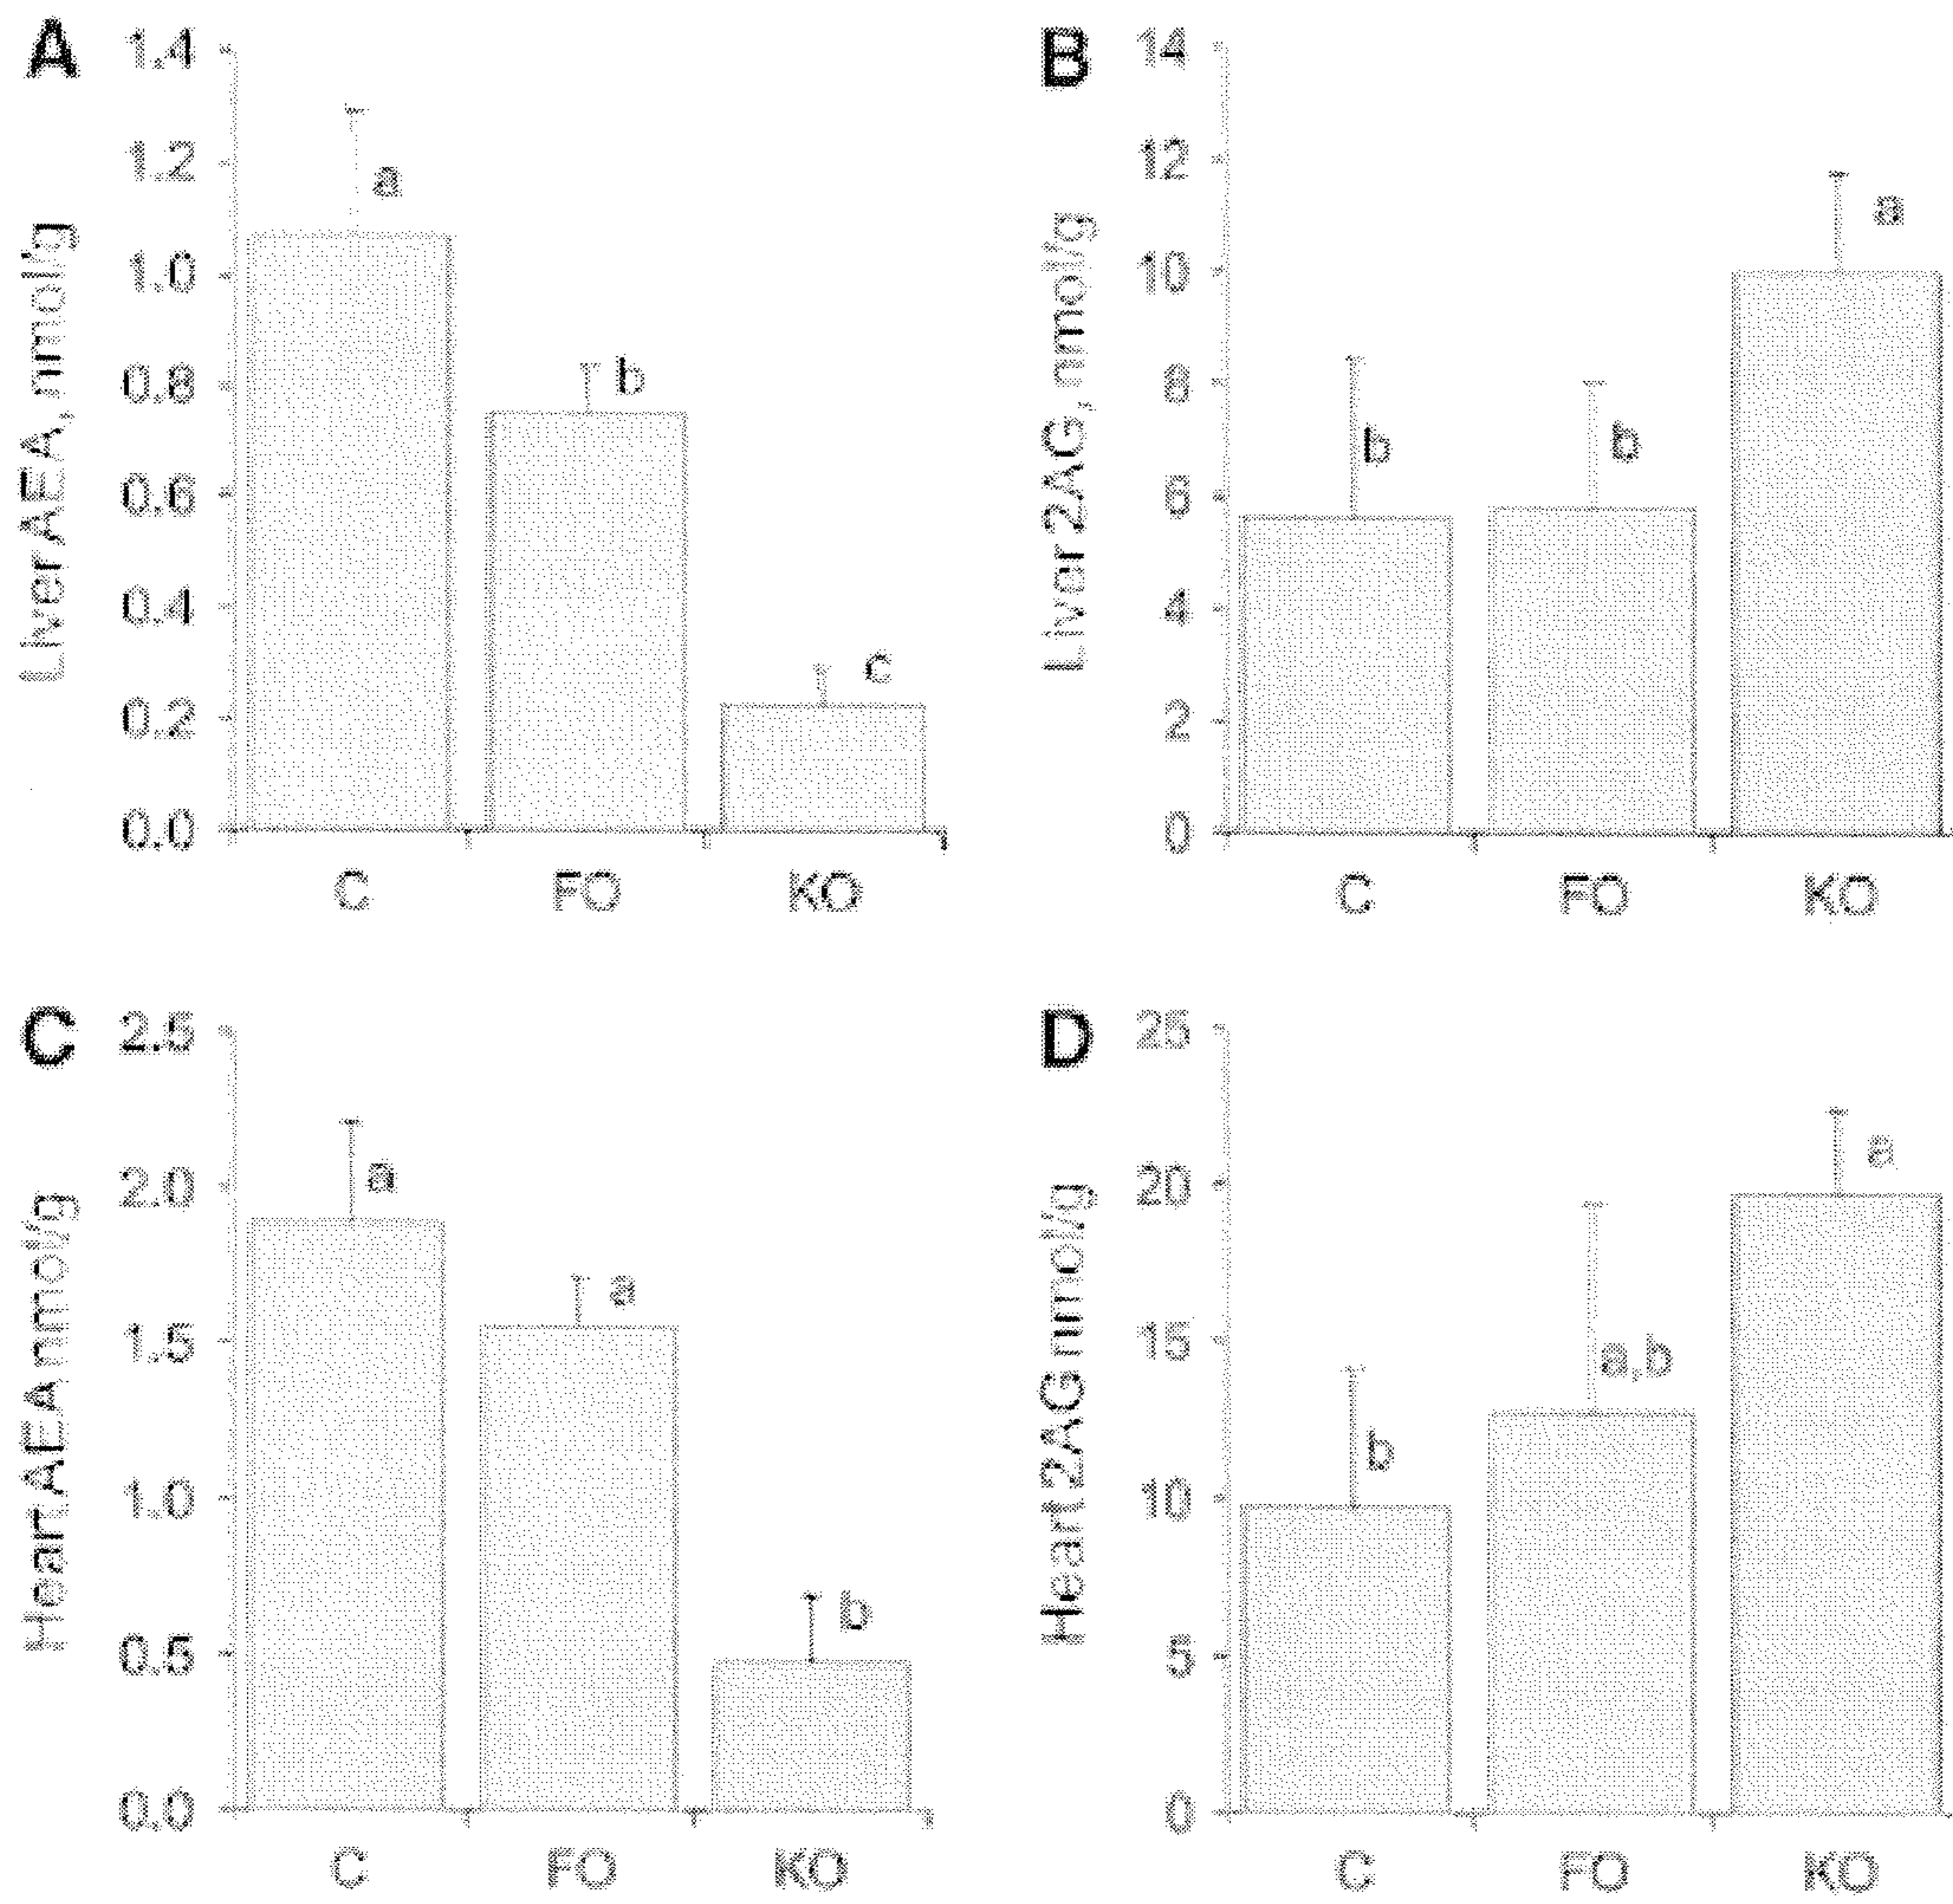 A
Liver AEA, nmol/g
1.4
1.2
1.0
0.8
0.6
0.4
0.2
0.0
a
b
c
C FO KO
B
Liver 2AG, nmol/g
14
12
10
8
6
4
2
0
b
b
a
C FO KO
C
Heart AEA nmol/g
2.5
2.0
1.5
1.0
0.5
0.0
a
a
b
C FO KO
D
Heart 2AG nmol/g
25
20
15
10
5
0
b
a,b
a
C FO KO